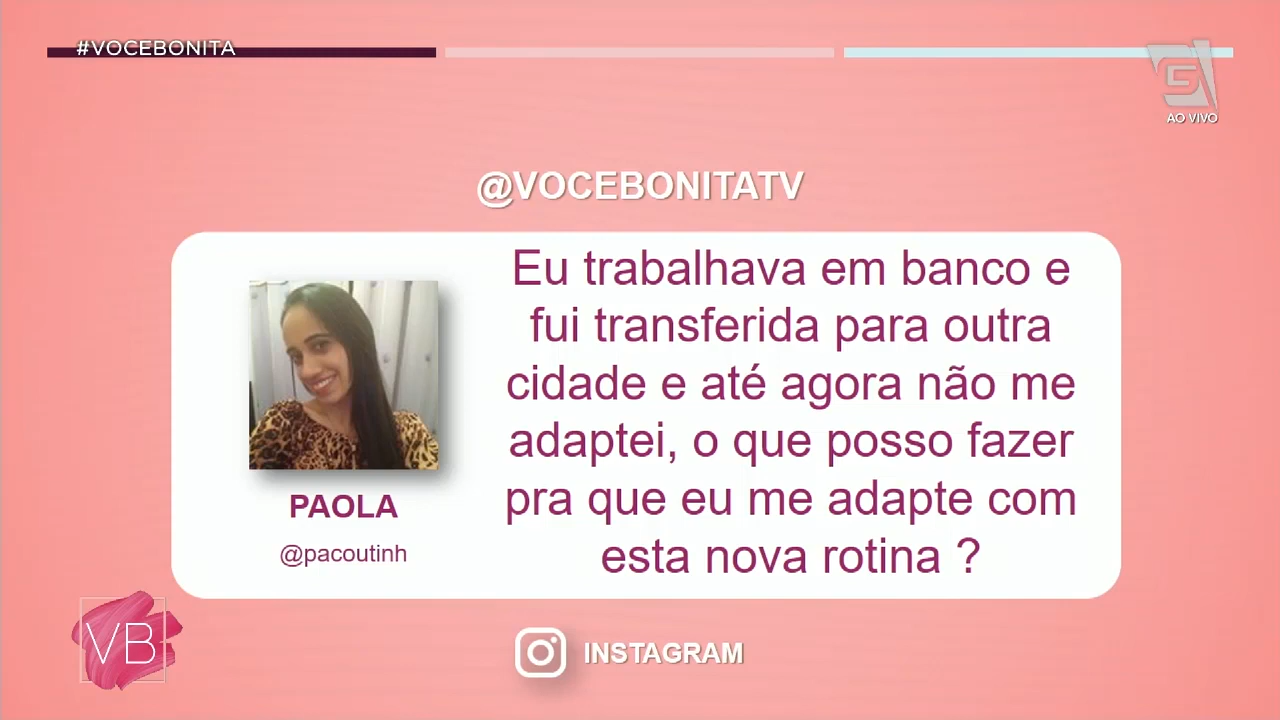 #VOCEBONITA
AO VIVO
@VOCEBONITATV
Eu trabalhava em banco e
fui transferida para outra
cidade e até agora não me
adaptei, o que posso fazer
pra que eu me adapte com
esta nova rotina ?
PAOLA
@pacoutinh
VB
INSTAGRAM